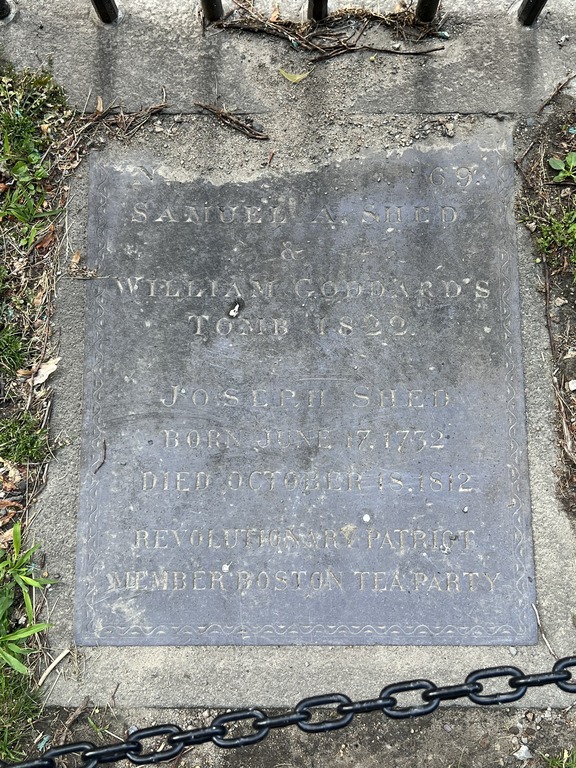 N 69.
SAMUEL A. SHED
&
WILLIAM GODDARD'S
TOMB 1822.
JOSEPH SHED
BORN JUNE 17, 1732
DIED OCTOBER 18, 1812
REVOLUTIONARY PATRIOT
MEMBER BOSTON TEA PARTY